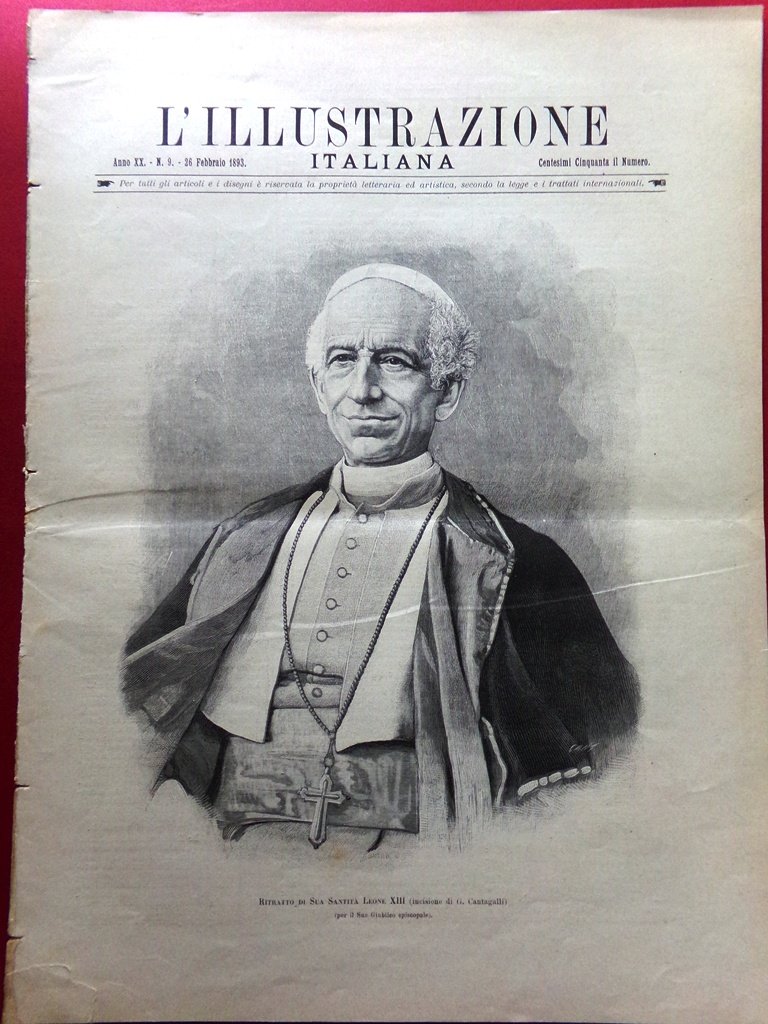 L'ILLUSTRAZIONE
Anno XX. - N. 9. - 26 Febbraio 1893.
ITALIANA
Centesimi Cinquanta il Numero.
Per tutti gli articoli e i disegni è riservata la proprietà letteraria ed artistica, secondo la legge e i trattati internazionali.
Ritratto di Sua Santità Leone XIII (incisione di G. Cantagalli)
(per il Suo Giubileo episcopale).